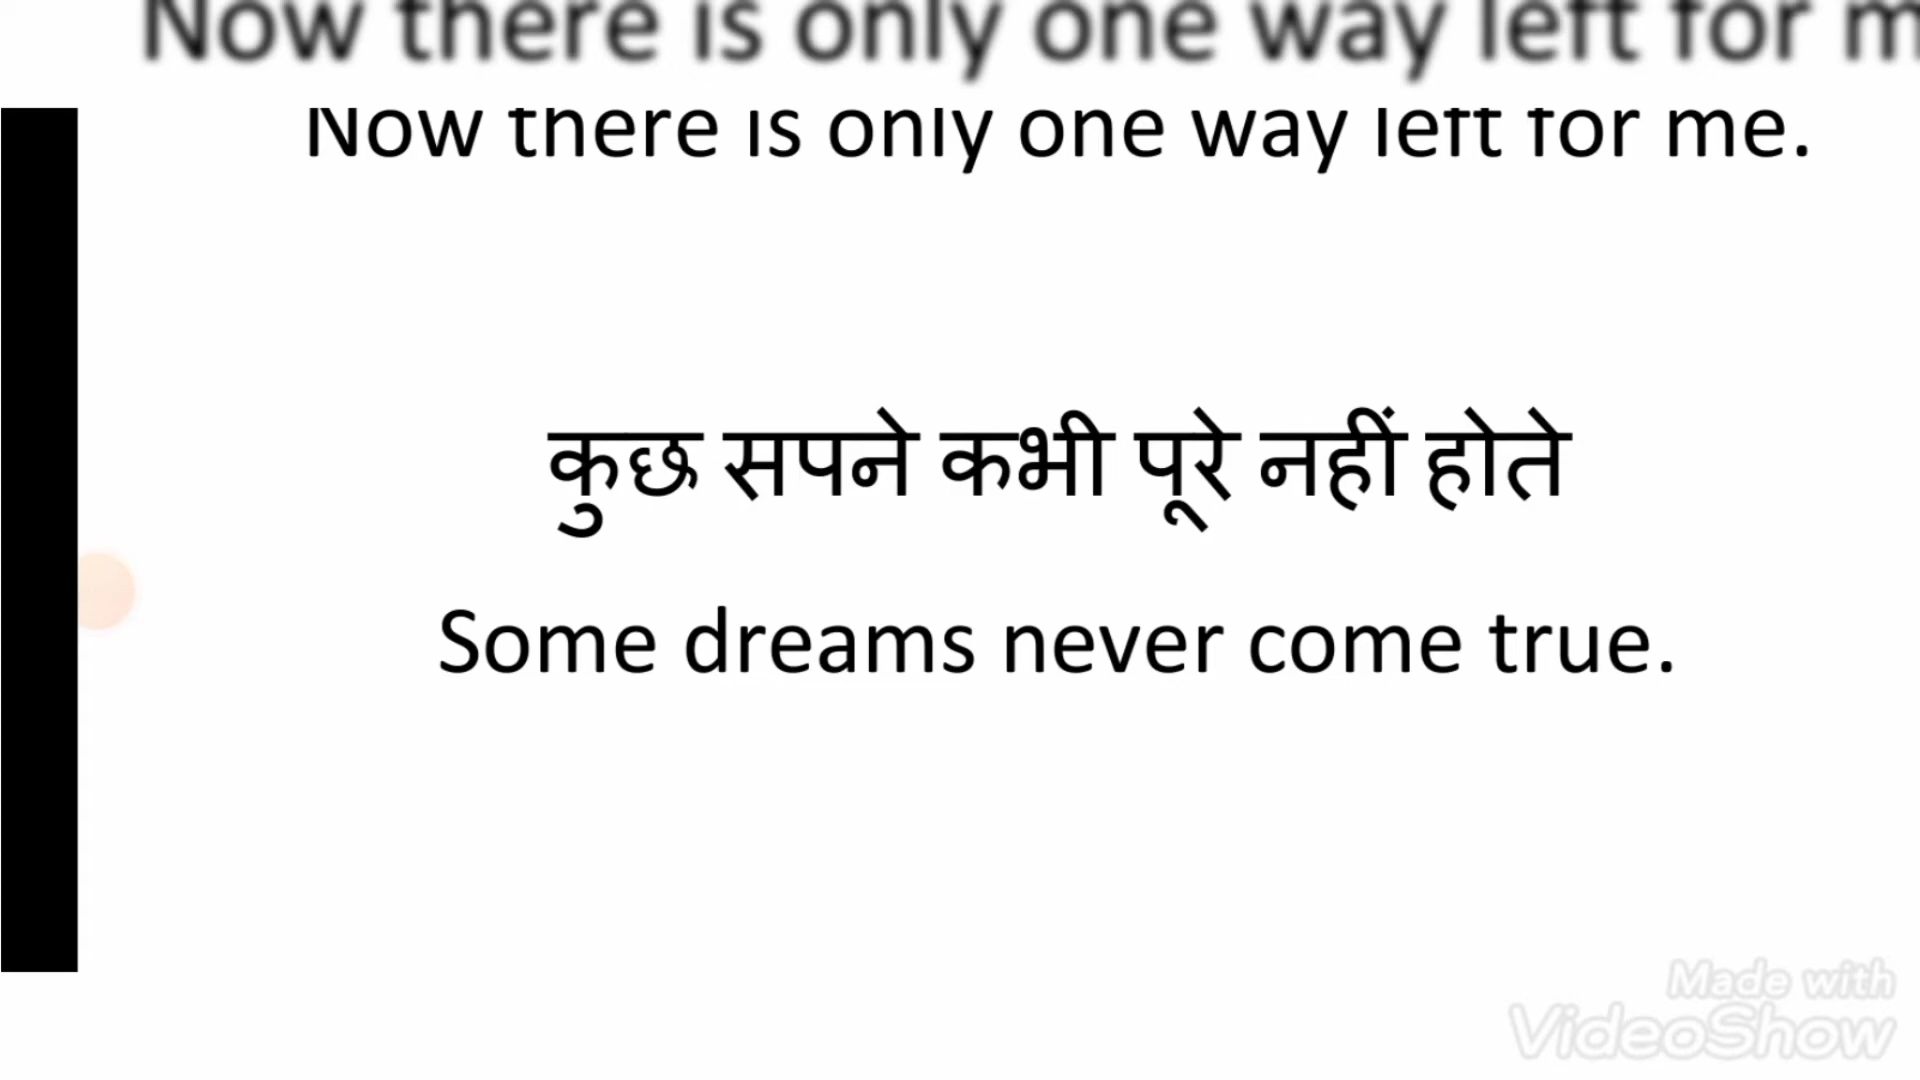 Now there is only one way left for m
Now there is only one way left for me.
कुछ सपने कभी पूरे नहीं होते
Some dreams never come true.
Made with
VideoShow